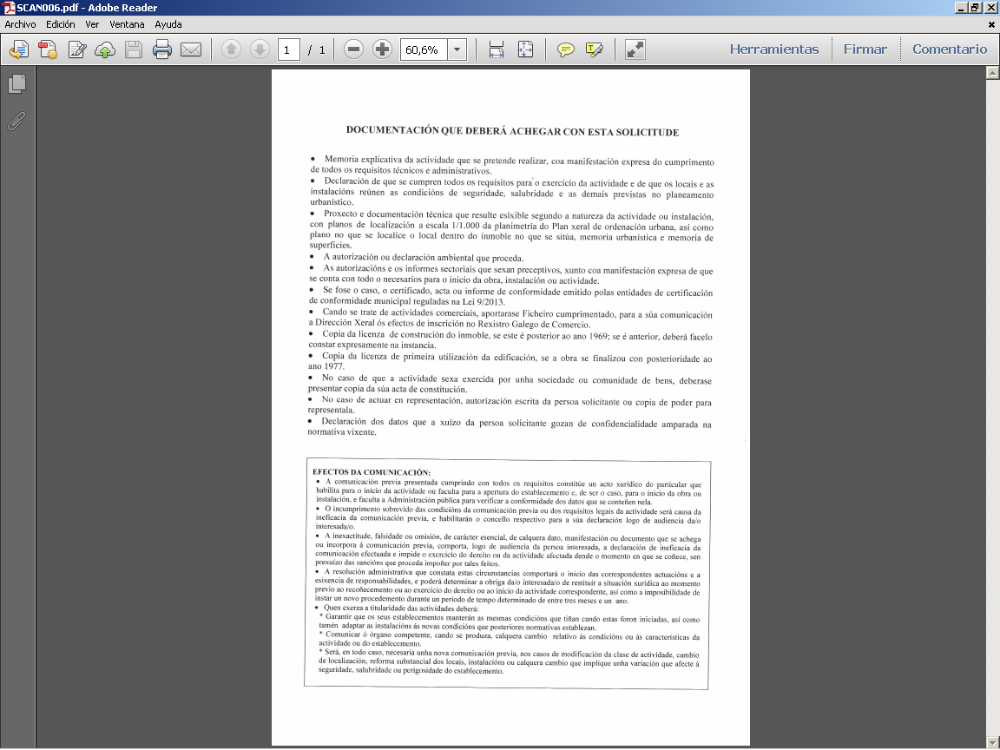 SCAN006.pdf - Adobe Reader
Archivo Edición Ver Ventana Ayuda
1 / 1 60,6% Herramientas Firmar Comentario
DOCUMENTACIÓN QUE DEBERÁ ACHEGAR CON ESTA SOLICITUDE
• Memoria explicativa da actividade que se pretende realizar, coa manifestación expresa do cumprimento
de todos os requisitos técnicos e administrativos.
• Declaración de que se cumpren todos os requisitos para o exercicio da actividade e de que os locais e as
instalacións reúnen as condicións de seguridade, salubridade e as demais previstas no planeamento
urbanístico.
• Proxecto e documentación técnica que resulte esixible segundo a natureza da actividade ou instalación,
con planos de localización a escala 1/1.000 da planimetría do Plan xeral de ordenación urbana, así como
plano no que se localice o local dentro do inmoble no que se sitúa, memoria urbanística e memoria de
superficies.
• A autorización ou declaración ambiental que proceda.
• As autorizacións e os informes sectoriais que sexan preceptivos, xunto coa manifestación expresa de que
se conta con todo o necesarios para o inicio da obra, instalación ou actividade.
• Se fose o caso, o certificado, acta ou informe de conformidade emitido polas entidades de certificación
de conformidade municipal reguladas na Lei 9/2013.
• Cando se trate de actividades comerciais, aportarase Ficheiro cumprimentado, para a súa comunicación
a Dirección Xeral ós efectos de inscrición no Rexistro Galego de Comercio.
• Copia da licenza de construción do inmoble, se este é posterior ao ano 1969; se é anterior, deberá facelo
constar expresamente na instancia.
• Copia da licenza de primeira utilización da edificación, se a obra se finalizou con posterioridade ao
ano 1977.
• No caso de que a actividade sexa exercida por unha sociedade ou comunidade de bens, deberase
presentar copia da súa acta de constitución.
• No caso de actuar en representación, autorización escrita da persoa solicitante ou copia de poder para
representala.
• Declaración dos datos que a xuízo da persoa solicitante gozan de confidencialidade amparada na
normativa vixente.
EFECTOS DA COMUNICACIÓN:
• A comunicación previa presentada cumprindo con todos os requisitos constitúe un acto xurídico do particular que
habilita para o inicio da actividade ou faculta para a apertura do establecemento e, de ser o caso, para o inicio da obra ou
instalación, e faculta a Administración pública para verificar a conformidade dos datos que se conteñen nela.
• O incumprimento sobrevido das condicións da comunicación previa ou dos requisitos legais da actividade será causa da
ineficacia da comunicación previa, e habilitarán o concello respectivo para a súa declaración logo de audiencia da/o
interesada/o.
• A inexactitude, falsidade ou omisión, de carácter esencial, de calquera dato, manifestación ou documento que se achega
ou incorpora á comunicación previa, comporta, logo de audiencia da persoa interesada, a declaración de ineficacia da
comunicación efectuada e impide o exercicio do dereito ou da actividade afectada dende o momento en que se coñece, sen
prexuízo das sancións que proceda impoñer por tales feitos.
• A resolución administrativa que constata estas circunstancias comportará o inicio das correspondentes actuacións e a
esixencia de responsabilidades, e poderá determinar a obriga da/o interesada/o de restituír a situación xurídica ao momento
previo ao recoñecemento ou ao exercicio do dereito ou ao inicio da actividade correspondente, así como a imposibilidade de
instar un novo procedemento durante un período de tempo determinado de entre tres meses e un ano.
• Quen exerza a titularidade das actividades deberá:
* Garantir que os seus establecementos manterán as mesmas condicións que tiñan cando estas foron iniciadas, así como
tamén adaptar as instalacións ás novas condicións que posteriores normativas establezan.
* Comunicar ó órgano competente, cando se produza, calquera cambio relativo ás condicións ou ás características da
actividade ou do establecemento.
* Será, en todo caso, necesaria unha nova comunicación previa, nos casos de modificación da clase de actividade, cambio
de localización, reforma substancial dos locais, instalacións ou calquera cambio que implique unha variación que afecte á
seguridade, salubridade ou perigosidade do establecemento.